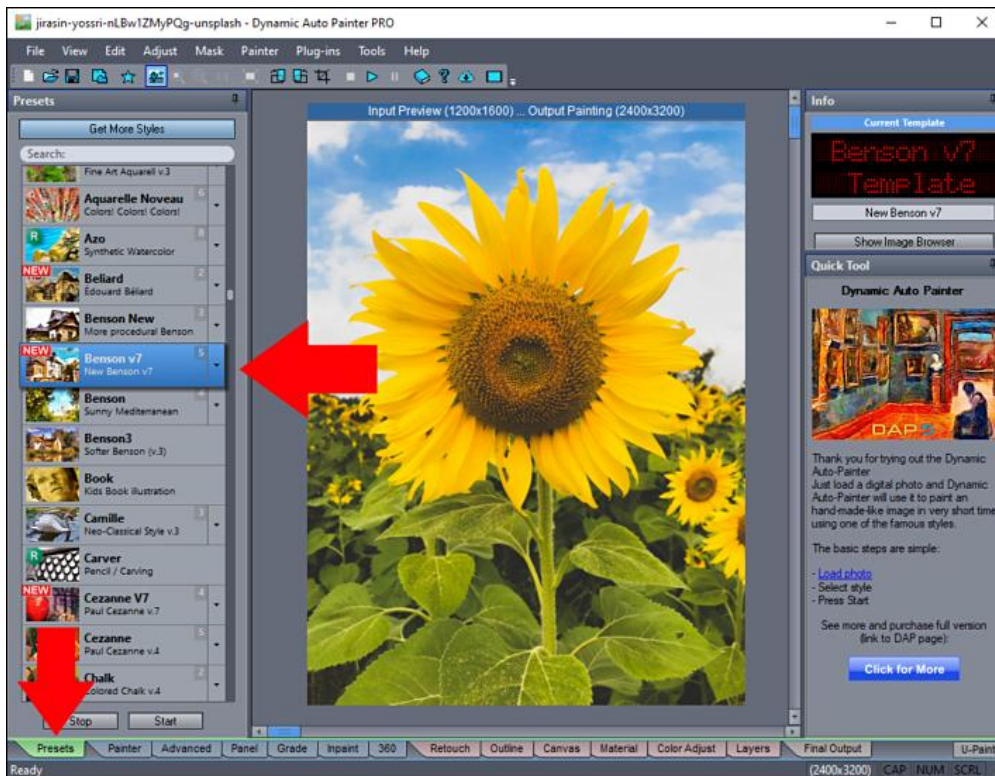 jirasin-yossri-nLBw1ZMyPQg-unsplash - Dynamic Auto Painter PRO
File View Edit Adjust Mask Painter Plug-ins Tools Help
Presets
Get More Styles
Search:
Fine Art Aquarell v.3
Aquarelle Noveau 6
Colors! Colors! Colors!
R Azo 8
Synthetic Watercolor
NEW Beliard 2
Édouard Béliard
Benson New 3
More procedural Benson
NEW Benson v7 5
New Benson v7
Benson
Sunny Mediterranean
Benson3
Softer Benson (v.3)
Book
Kids Book illustration
Camille 3
Neo-Classical Style v.3
R Carver
Pencil / Carving
NEW Cezanne V7 4
Paul Cezanne v.7
Cezanne 5
Paul Cezanne v.4
Chalk 2
Colored Chalk v.4
Stop Start
Input Preview (1200x1600) ... Output Painting (2400x3200)
Info
Current Template
Benson v7
Template
New Benson v7
Show Image Browser
Quick Tool
Dynamic Auto Painter
DAP5
Thank you for trying out the Dynamic
Auto-Painter
Just load a digital photo and Dynamic
Auto-Painter will use it to paint an
hand-made-like image in very short time
using one of the famous styles.
The basic steps are simple:
- Load photo
- Select style
- Press Start
See more and purchase full version
(link to DAP page):
Click for More
Presets Painter Advanced Panel Grade Inpaint 360 Retouch Outline Canvas Material Color Adjust Layers Final Output U-Paint
Ready (2400x3200) CAP NUM SCRL